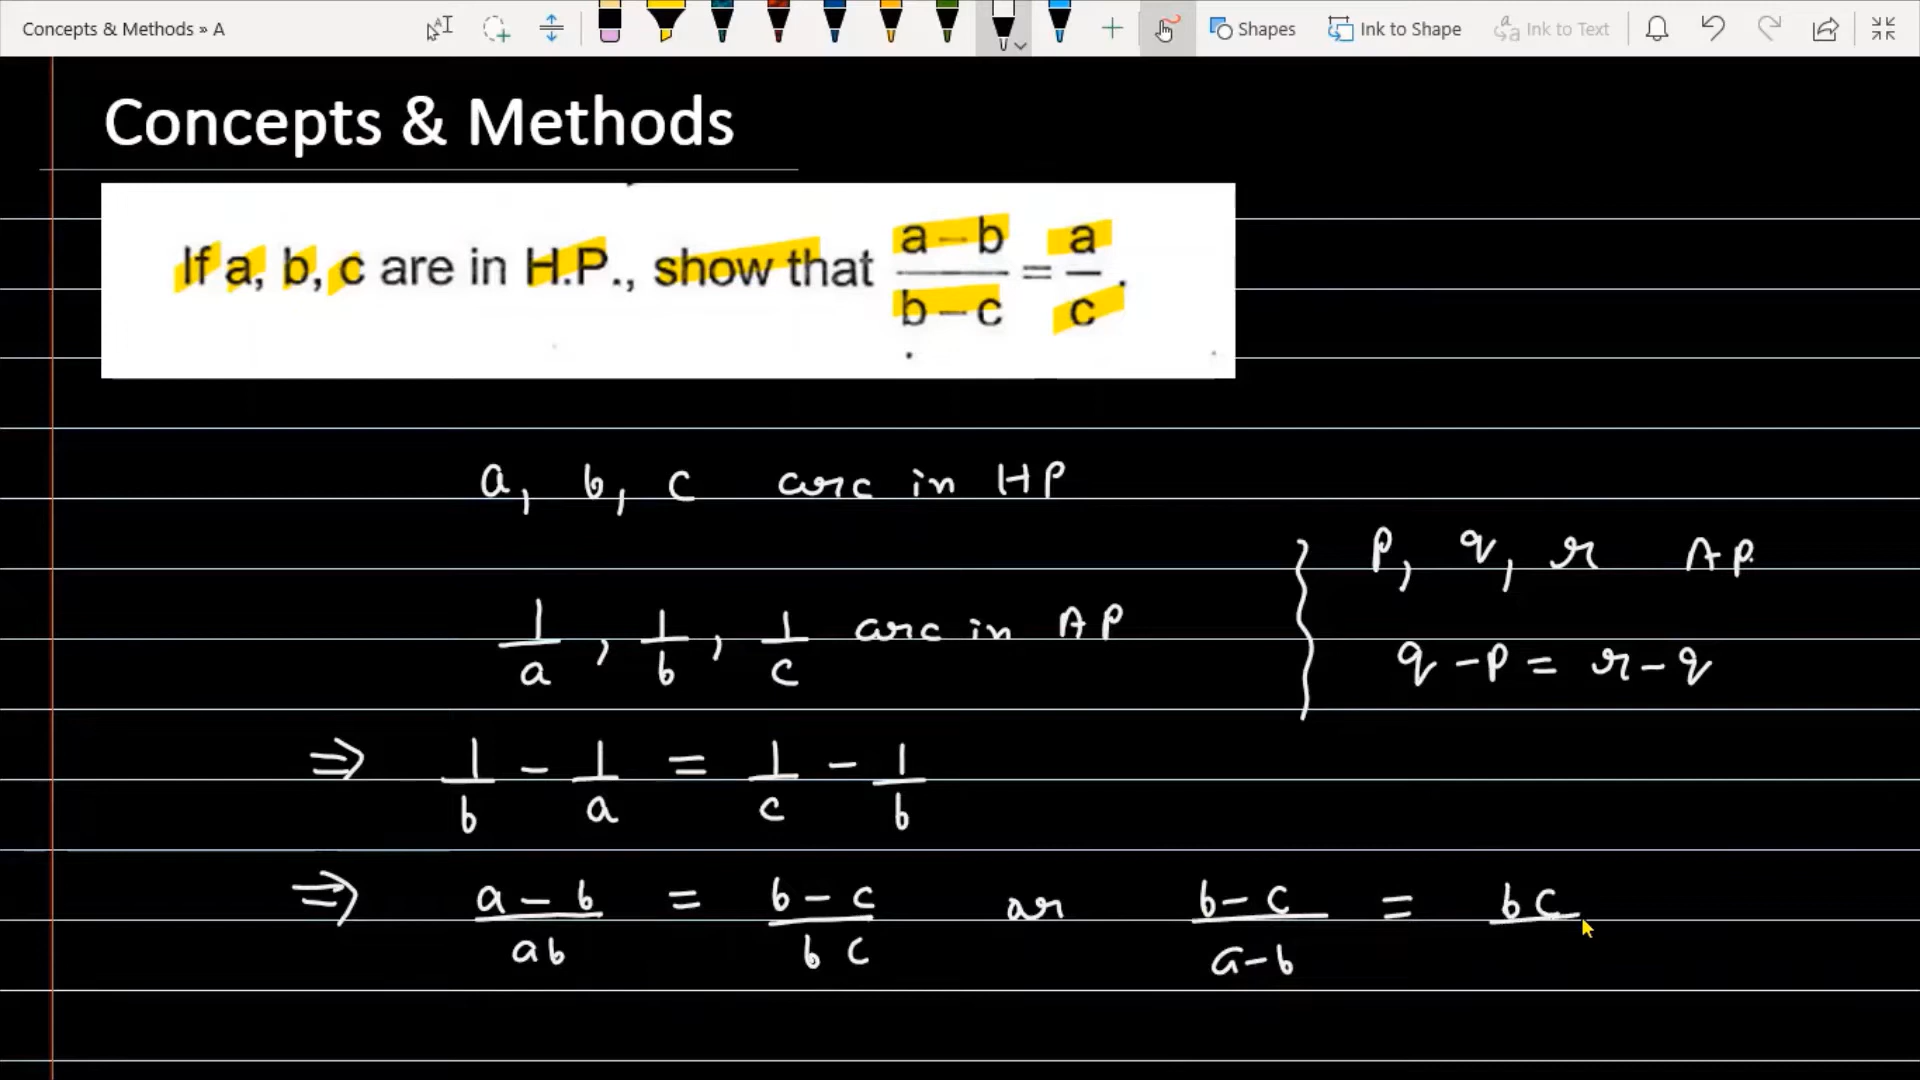 Concepts & Methods » A
Shapes Ink to Shape Ink to Text
Concepts & Methods
If a, b, c are in H.P., show that (a – b)/(b – c) = a/c.
a, b, c are in HP
p, q, r AP.
1/a, 1/b, 1/c are in AP
q - p = r - q
⇒ 1/b - 1/a = 1/c - 1/b
⇒ (a - b)/ab = (b - c)/bc or (b - c)/(a - b) = bc